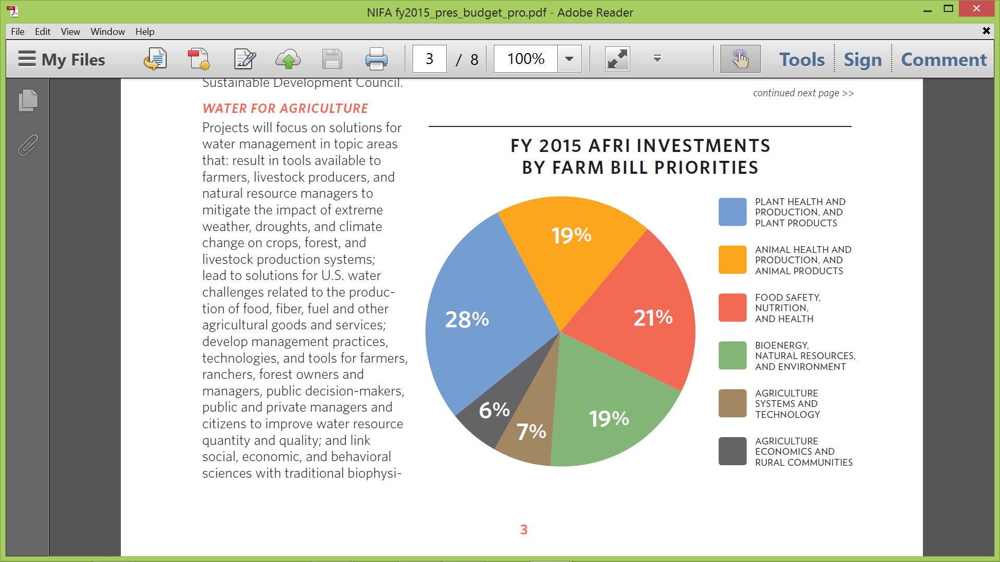 NIFA fy2015_pres_budget_pro.pdf - Adobe Reader
File Edit View Window Help
My Files
3 / 8
100%
Tools
Sign
Comment
Sustainable Development Council.
WATER FOR AGRICULTURE
Projects will focus on solutions for
water management in topic areas
that: result in tools available to
farmers, livestock producers, and
natural resource managers to
mitigate the impact of extreme
weather, droughts, and climate
change on crops, forest, and
livestock production systems;
lead to solutions for U.S. water
challenges related to the produc-
tion of food, fiber, fuel and other
agricultural goods and services;
develop management practices,
technologies, and tools for farmers,
ranchers, forest owners and
managers, public decision-makers,
public and private managers and
citizens to improve water resource
quantity and quality; and link
social, economic, and behavioral
sciences with traditional biophysi-
continued next page >>
FY 2015 AFRI INVESTMENTS
BY FARM BILL PRIORITIES
19%
21%
28%
6%
7%
19%
PLANT HEALTH AND
PRODUCTION, AND
PLANT PRODUCTS
ANIMAL HEALTH AND
PRODUCTION, AND
ANIMAL PRODUCTS
FOOD SAFETY,
NUTRITION,
AND HEALTH
BIOENERGY,
NATURAL RESOURCES,
AND ENVIRONMENT
AGRICULTURE
SYSTEMS AND
TECHNOLOGY
AGRICULTURE
ECONOMICS AND
RURAL COMMUNITIES
3